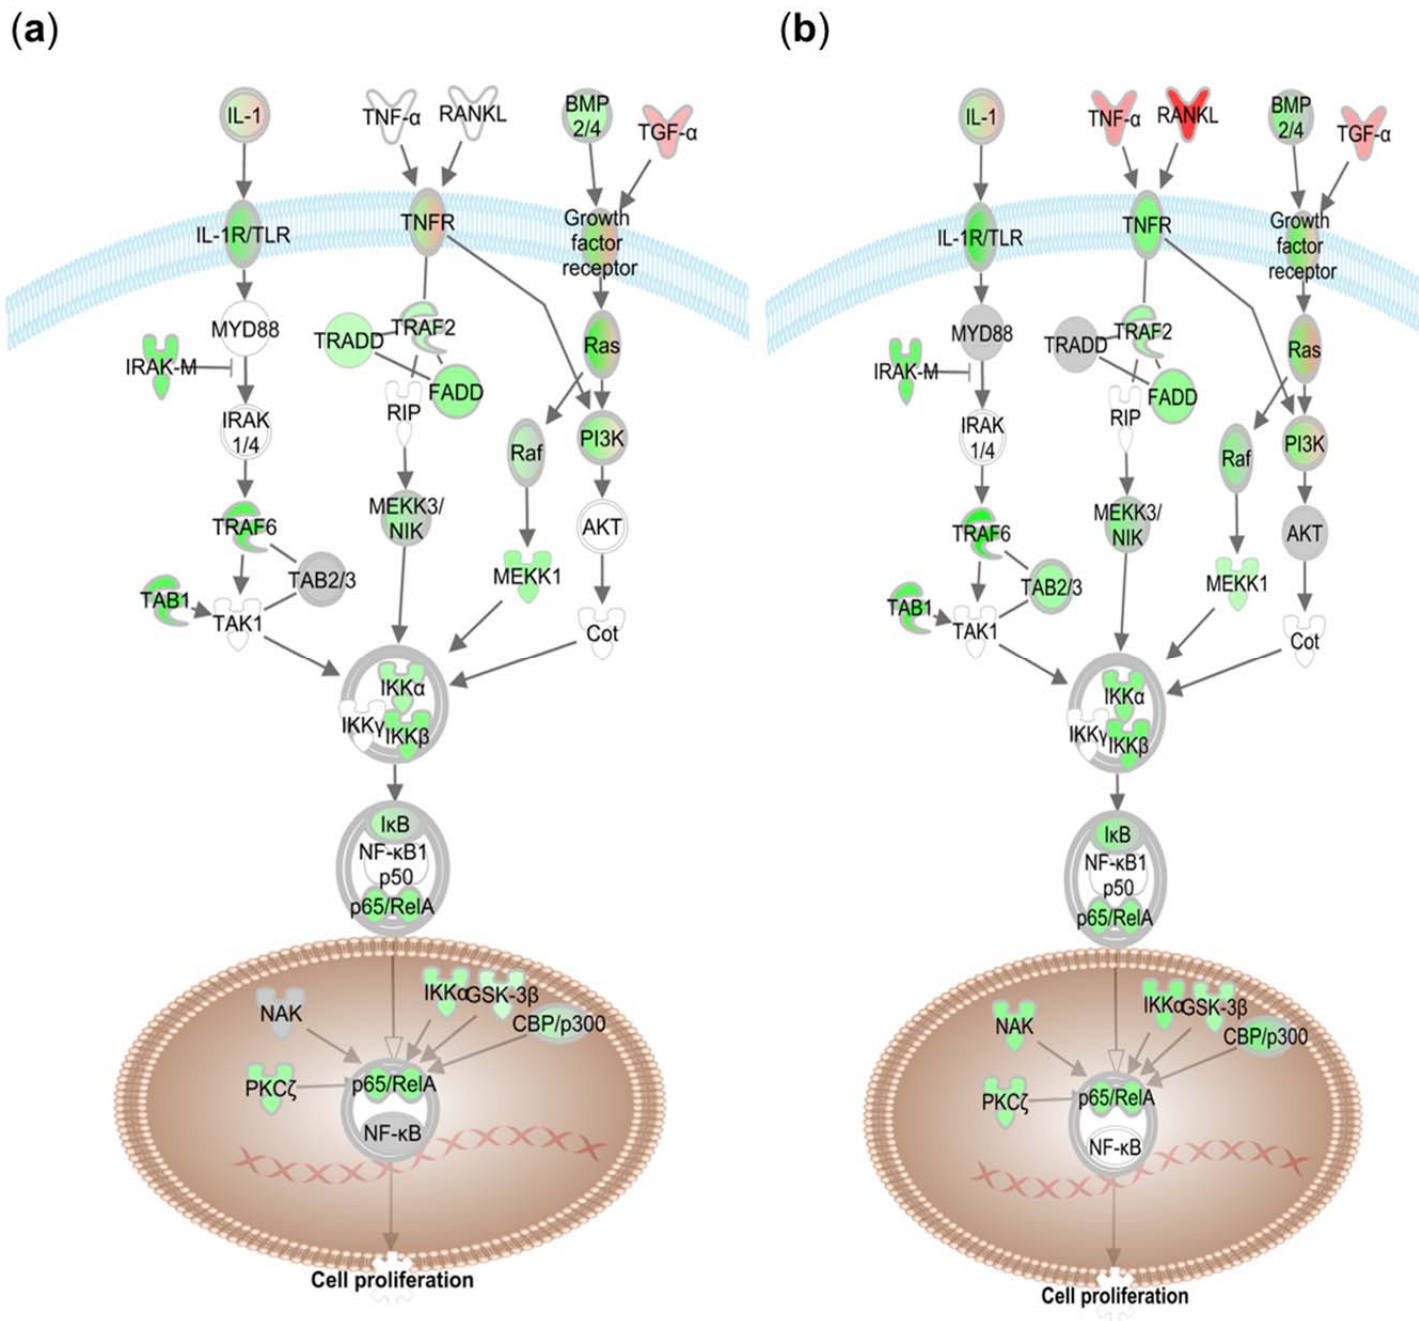 (a)
IL-1
TNF-α
RANKL
BMP
2/4
TGF-α
IL-1R/TLR
TNFR
Growth
factor
receptor
MYD88
TRADD
TRAF2
Ras
IRAK-M
FADD
RIP
IRAK
1/4
Raf
PI3K
TRAF6
MEKK3/
NIK
AKT
TAB2/3
MEKK1
TAB1
TAK1
Cot
IKKα
IKKγ
IKKβ
IκB
NF-κB1
p50
p65/RelA
IKKα
GSK-3β
NAK
CBP/p300
PKCζ
p65/RelA
NF-κB
Cell proliferation
(b)
IL-1
TNF-α
RANKL
BMP
2/4
TGF-α
IL-1R/TLR
TNFR
Growth
factor
receptor
MYD88
TRADD
TRAF2
Ras
IRAK-M
FADD
RIP
IRAK
1/4
Raf
PI3K
TRAF6
MEKK3/
NIK
AKT
TAB2/3
MEKK1
TAB1
TAK1
Cot
IKKα
IKKγ
IKKβ
IκB
NF-κB1
p50
p65/RelA
IKKα
GSK-3β
NAK
CBP/p300
PKCζ
p65/RelA
NF-κB
Cell proliferation